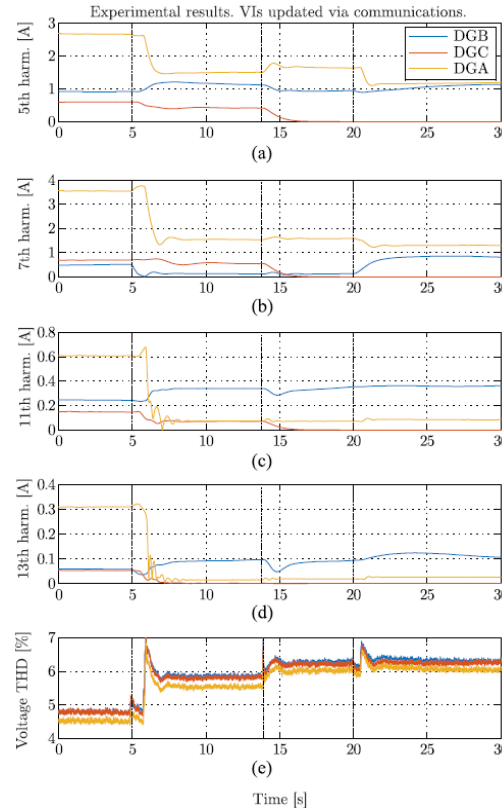 Experimental results. VIs updated via communications.
5th harm. [A]
3
2
1
0
DGB
DGC
DGA
0 5 10 15 20 25 30
(a)
7th harm. [A]
4
3
2
1
0
0 5 10 15 20 25 30
(b)
11th harm. [A]
0.8
0.6
0.4
0.2
0
0 5 10 15 20 25 30
(c)
13th harm. [A]
0.4
0.3
0.2
0.1
0
0 5 10 15 20 25 30
(d)
Voltage THD [%]
7
6
5
4
0 5 10 15 20 25 30
(e)
Time [s]